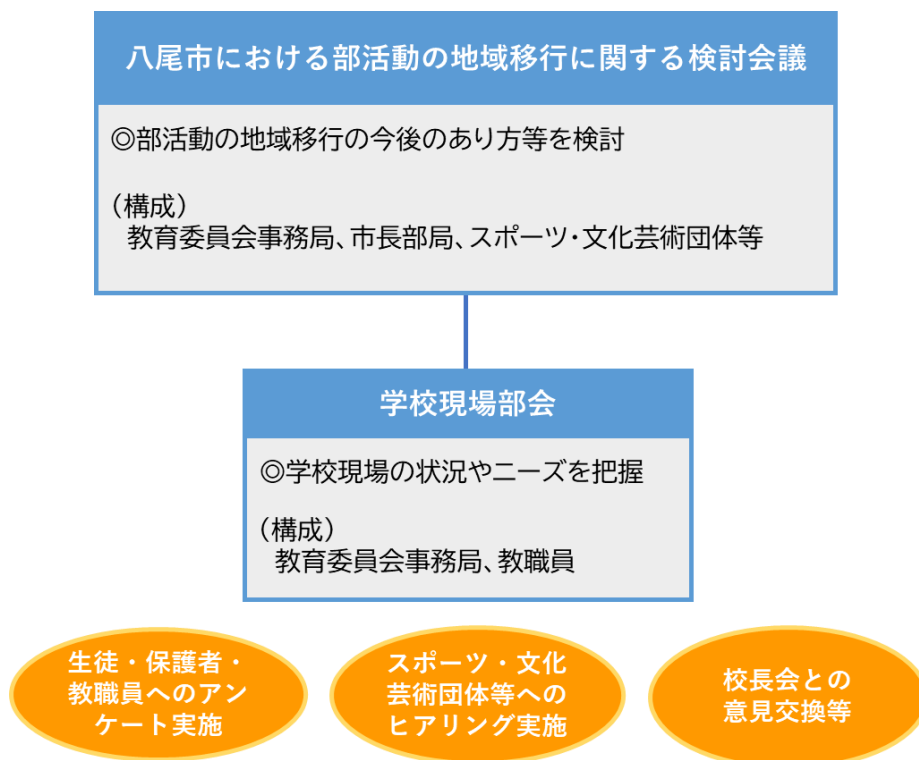 八尾市における部活動の地域移行に関する検討会議
◎部活動の地域移行の今後のあり方等を検討
(構成)
教育委員会事務局、市長部局、スポーツ・文化芸術団体等
学校現場部会
◎学校現場の状況やニーズを把握
(構成)
教育委員会事務局、教職員
生徒・保護者・
教職員へのアン
ケート実施
スポーツ・文化
芸術団体等への
ヒアリング実施
校長会との
意見交換等